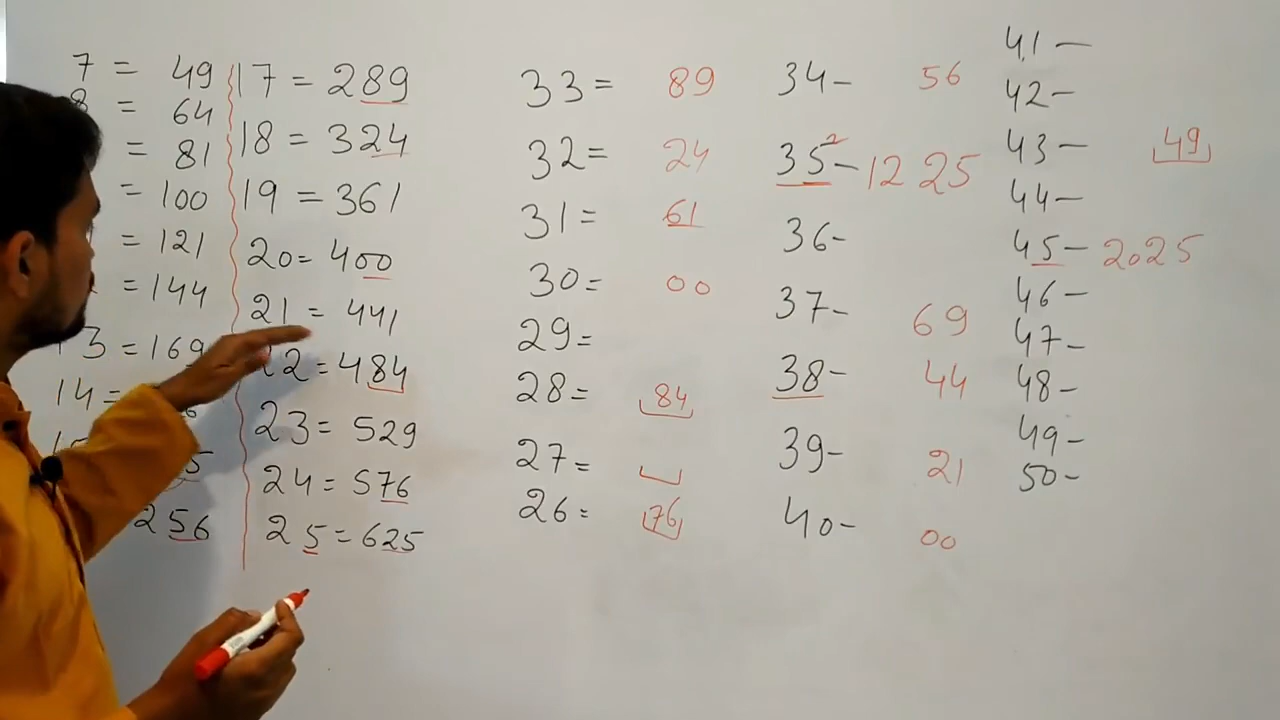 7 = 49
8 = 64
= 81
= 100
= 121
= 144
13 = 169
14 =
256
17 = 289
18 = 324
19 = 361
20= 400
21 = 441
22 = 484
23 = 529
24 = 576
25 = 625
33= 89
32= 24
31= 61
30= 00
29=
28= 84
27=
26= 76
34- 56
35²- 1225
36-
37- 69
38- 44
39- 21
40- 00
41-
42-
43- 49
44-
45- 2025
46-
47-
48-
49-
50-